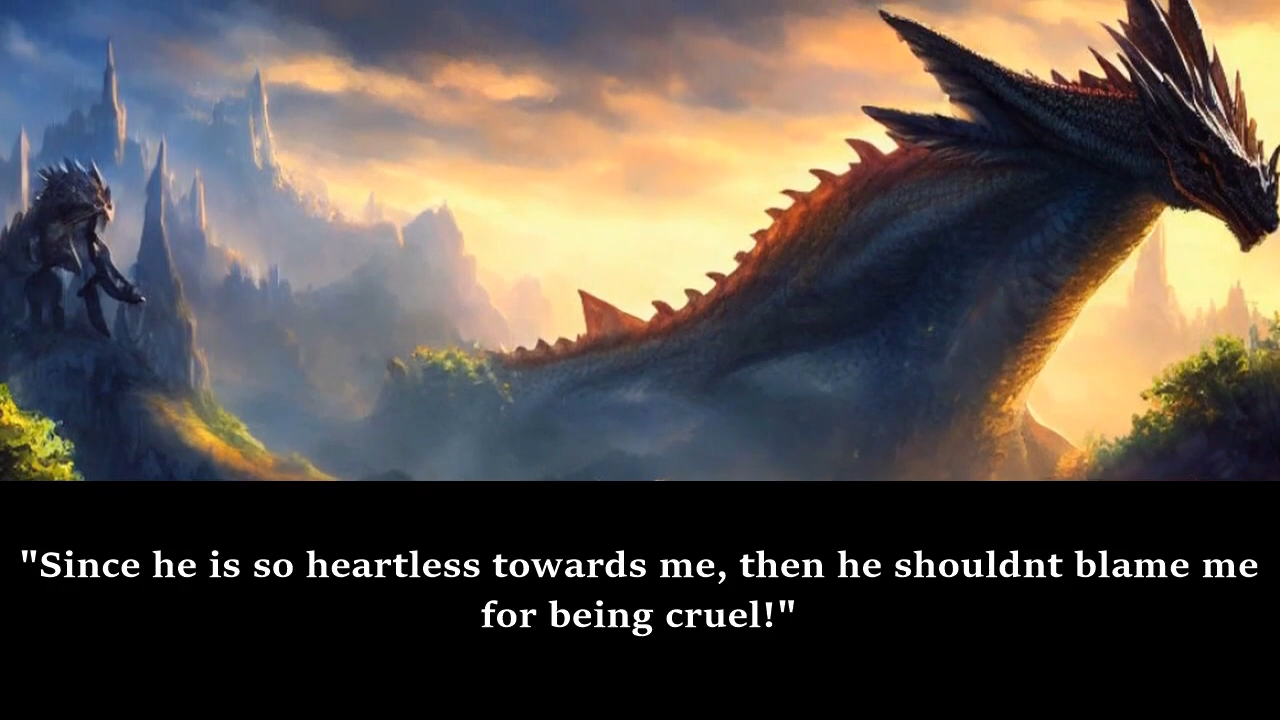 "Since he is so heartless towards me, then he shouldnt blame me
for being cruel!"